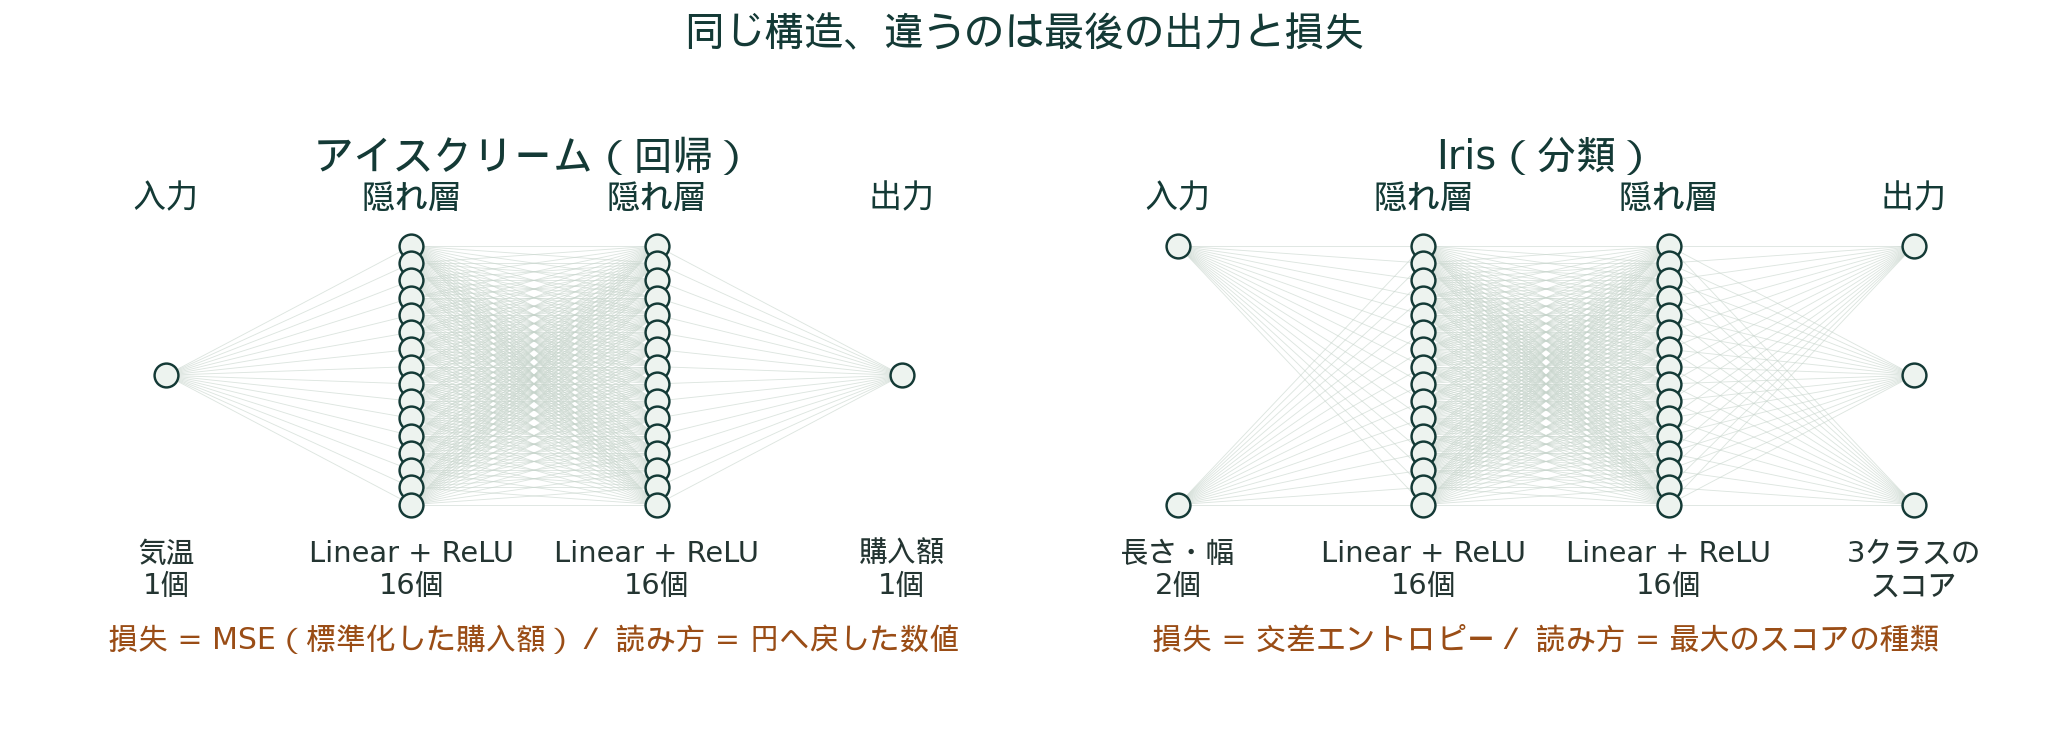 同じ構造、違うのは最後の出力と損失
アイスクリーム（回帰）
入力
隠れ層
隠れ層
出力
気温
1個
Linear + ReLU
16個
Linear + ReLU
16個
購入額
1個
損失 = MSE（標準化した購入額） / 読み方 = 円へ戻した数値
Iris（分類）
入力
隠れ層
隠れ層
出力
長さ・幅
2個
Linear + ReLU
16個
Linear + ReLU
16個
3クラスの
スコア
損失 = 交差エントロピー / 読み方 = 最大のスコアの種類